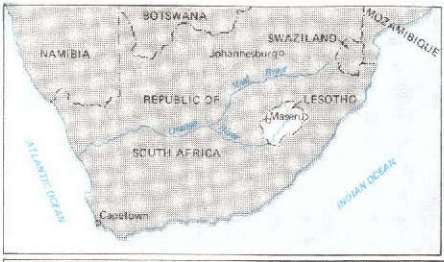 BOTSWANA
MOZAMBIQUE
SWAZILAND
NAMIBIA
Johannesburg
Vaal River
REPUBLIC OF
LESOTHO
Maseru
Orange River
SOUTH AFRICA
ATLANTIC OCEAN
INDIAN OCEAN
Capetown